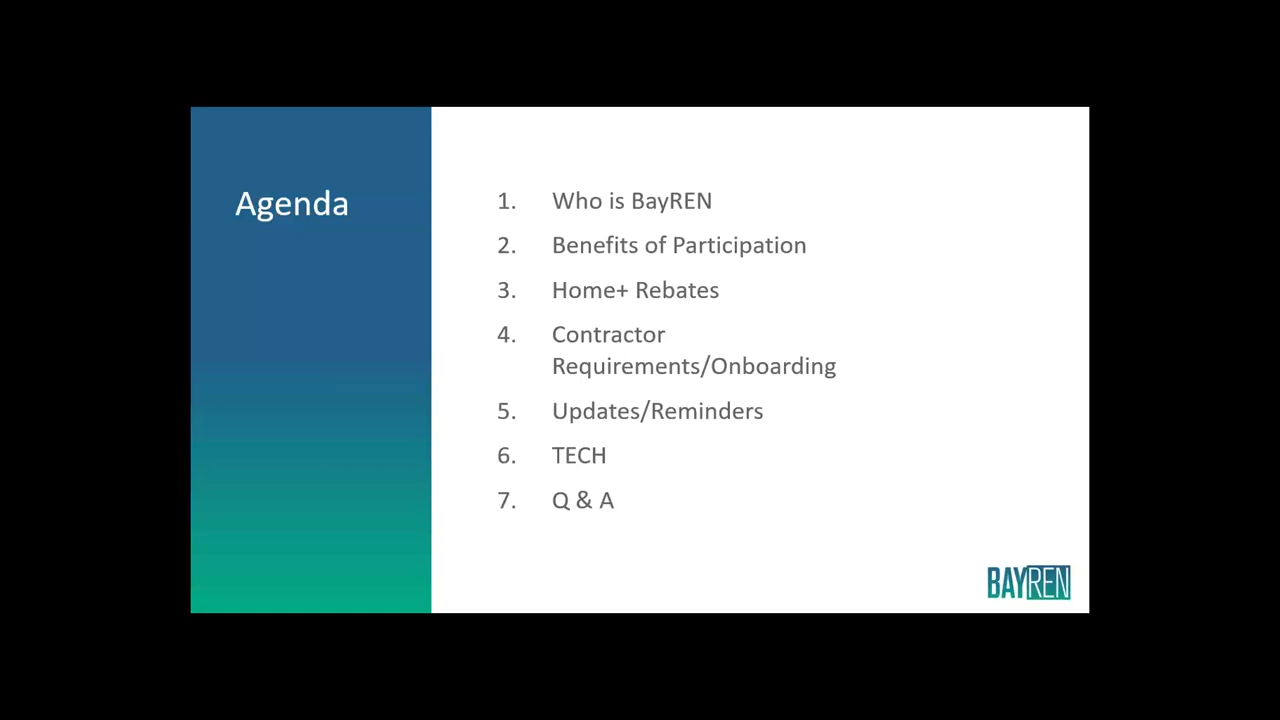 Agenda
1. Who is BayREN
2. Benefits of Participation
3. Home+ Rebates
4. Contractor
Requirements/Onboarding
5. Updates/Reminders
6. TECH
7. Q & A
BAYREN